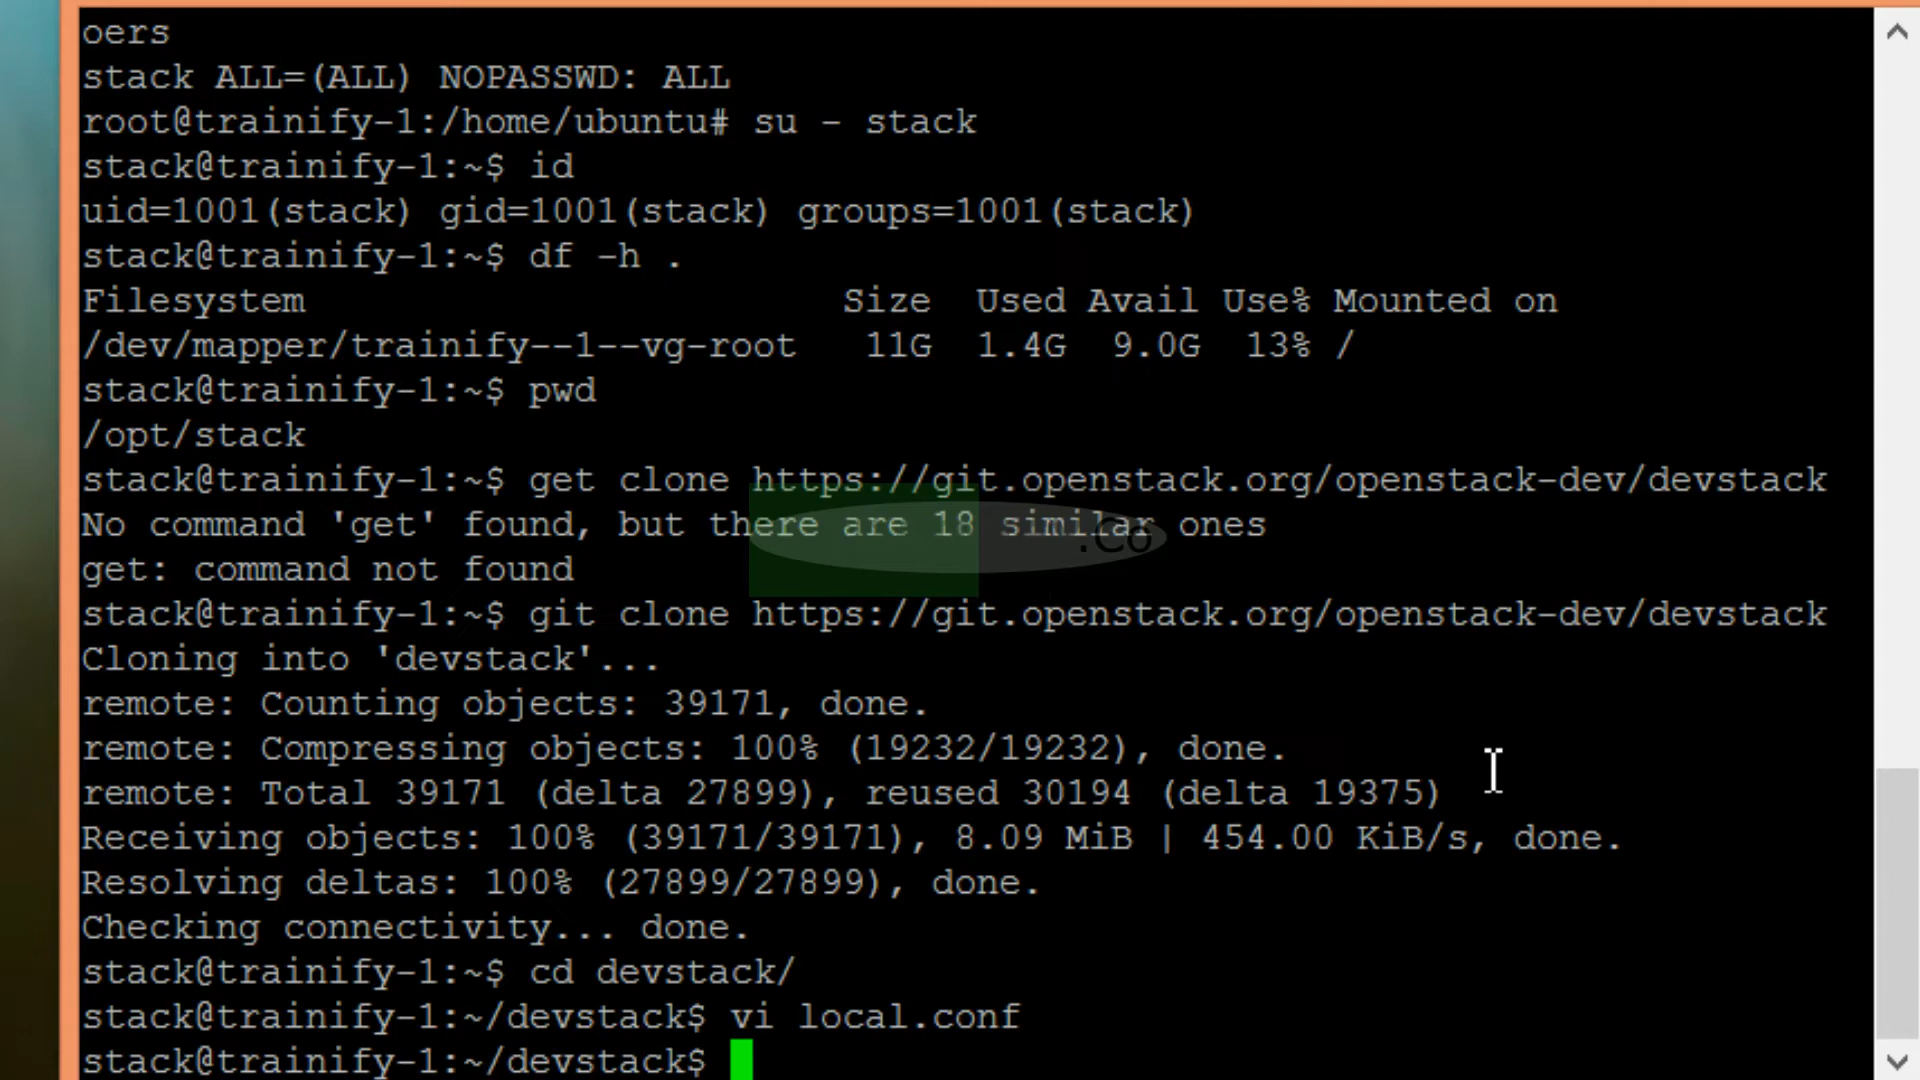 oers
stack ALL=(ALL) NOPASSWD: ALL
root@trainify-1:/home/ubuntu# su - stack
stack@trainify-1:~$ id
uid=1001(stack) gid=1001(stack) groups=1001(stack)
stack@trainify-1:~$ df -h .
Filesystem Size Used Avail Use% Mounted on
/dev/mapper/trainify--1--vg-root 11G 1.4G 9.0G 13% /
stack@trainify-1:~$ pwd
/opt/stack
stack@trainify-1:~$ get clone https://git.openstack.org/openstack-dev/devstack
No command 'get' found, but there are 18 similar ones
.Co
get: command not found
stack@trainify-1:~$ git clone https://git.openstack.org/openstack-dev/devstack
Cloning into 'devstack'...
remote: Counting objects: 39171, done.
remote: Compressing objects: 100% (19232/19232), done.
remote: Total 39171 (delta 27899), reused 30194 (delta 19375)
Receiving objects: 100% (39171/39171), 8.09 MiB | 454.00 KiB/s, done.
Resolving deltas: 100% (27899/27899), done.
Checking connectivity... done.
stack@trainify-1:~$ cd devstack/
stack@trainify-1:~/devstack$ vi local.conf
stack@trainify-1:~/devstack$